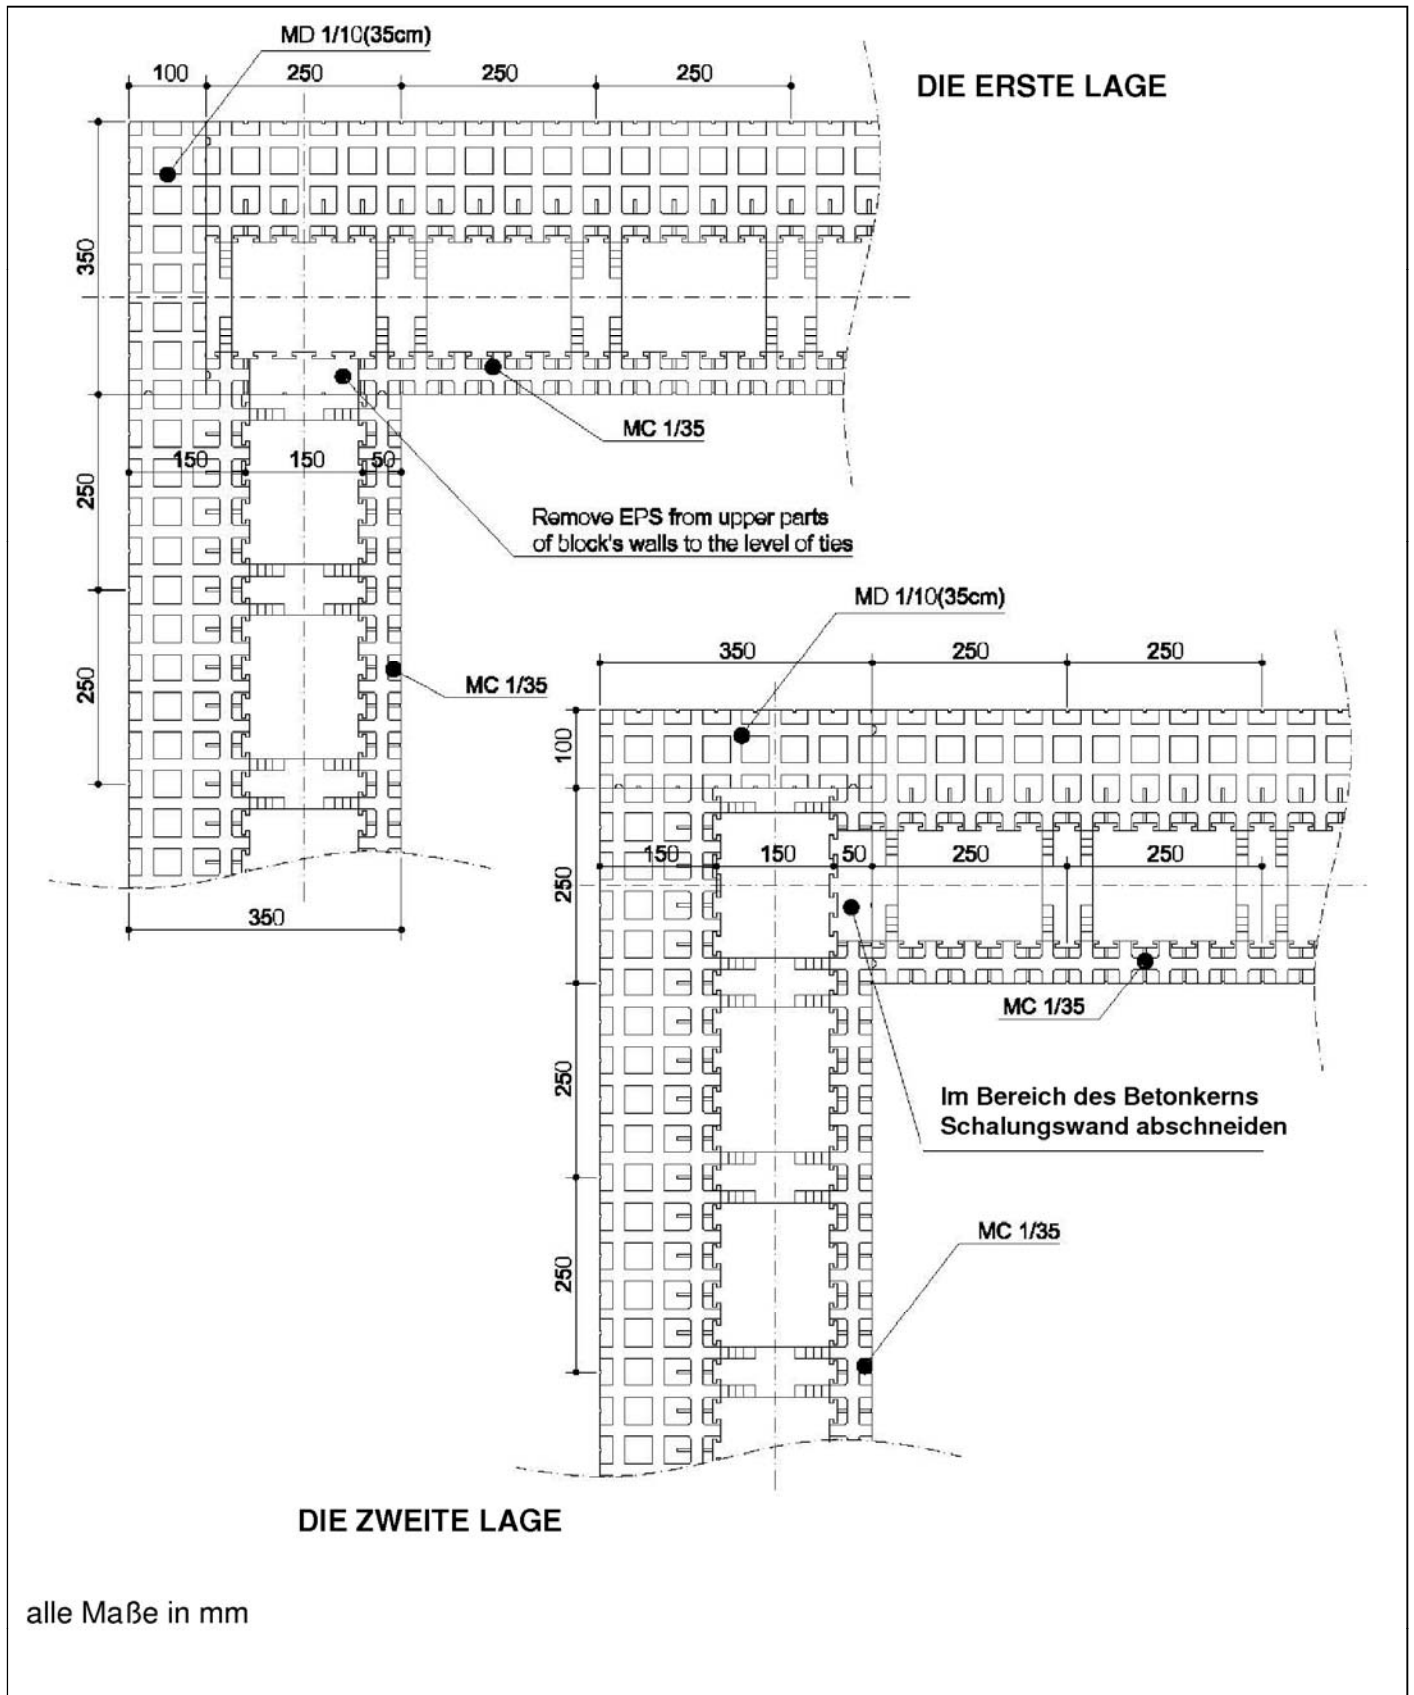 MD 1/10(35cm)
100
250
250
250
DIE ERSTE LAGE
350
MC 1/35
150
150
50
250
Remove EPS from upper parts
of block's walls to the level of ties
MD 1/10(35cm)
350
250
250
250
MC 1/35
100
150
150
50
250
250
250
350
MC 1/35
250
Im Bereich des Betonkerns
Schalungswand abschneiden
MC 1/35
250
DIE ZWEITE LAGE
alle Maße in mm